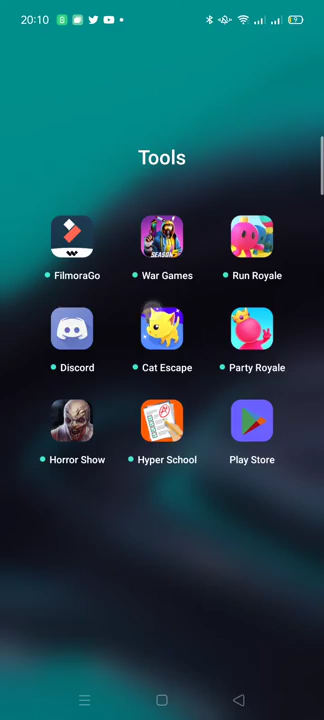 20:10
Tools
SEASON
FilmoraGo
War Games
Run Royale
Discord
Cat Escape
Party Royale
Horror Show
Hyper School
Play Store